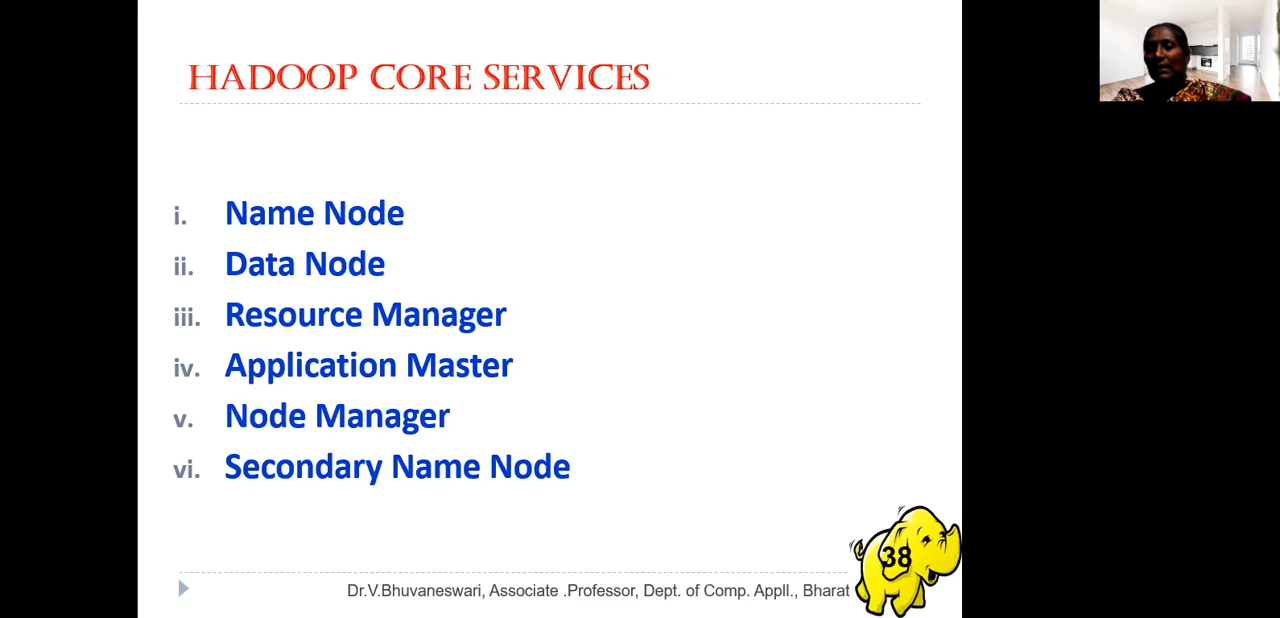 HADOOP CORE SERVICES
i. Name Node
ii. Data Node
iii. Resource Manager
iv. Application Master
v. Node Manager
vi. Secondary Name Node
38
Dr.V.Bhuvaneswari, Associate .Professor, Dept. of Comp. Appll., Bharat